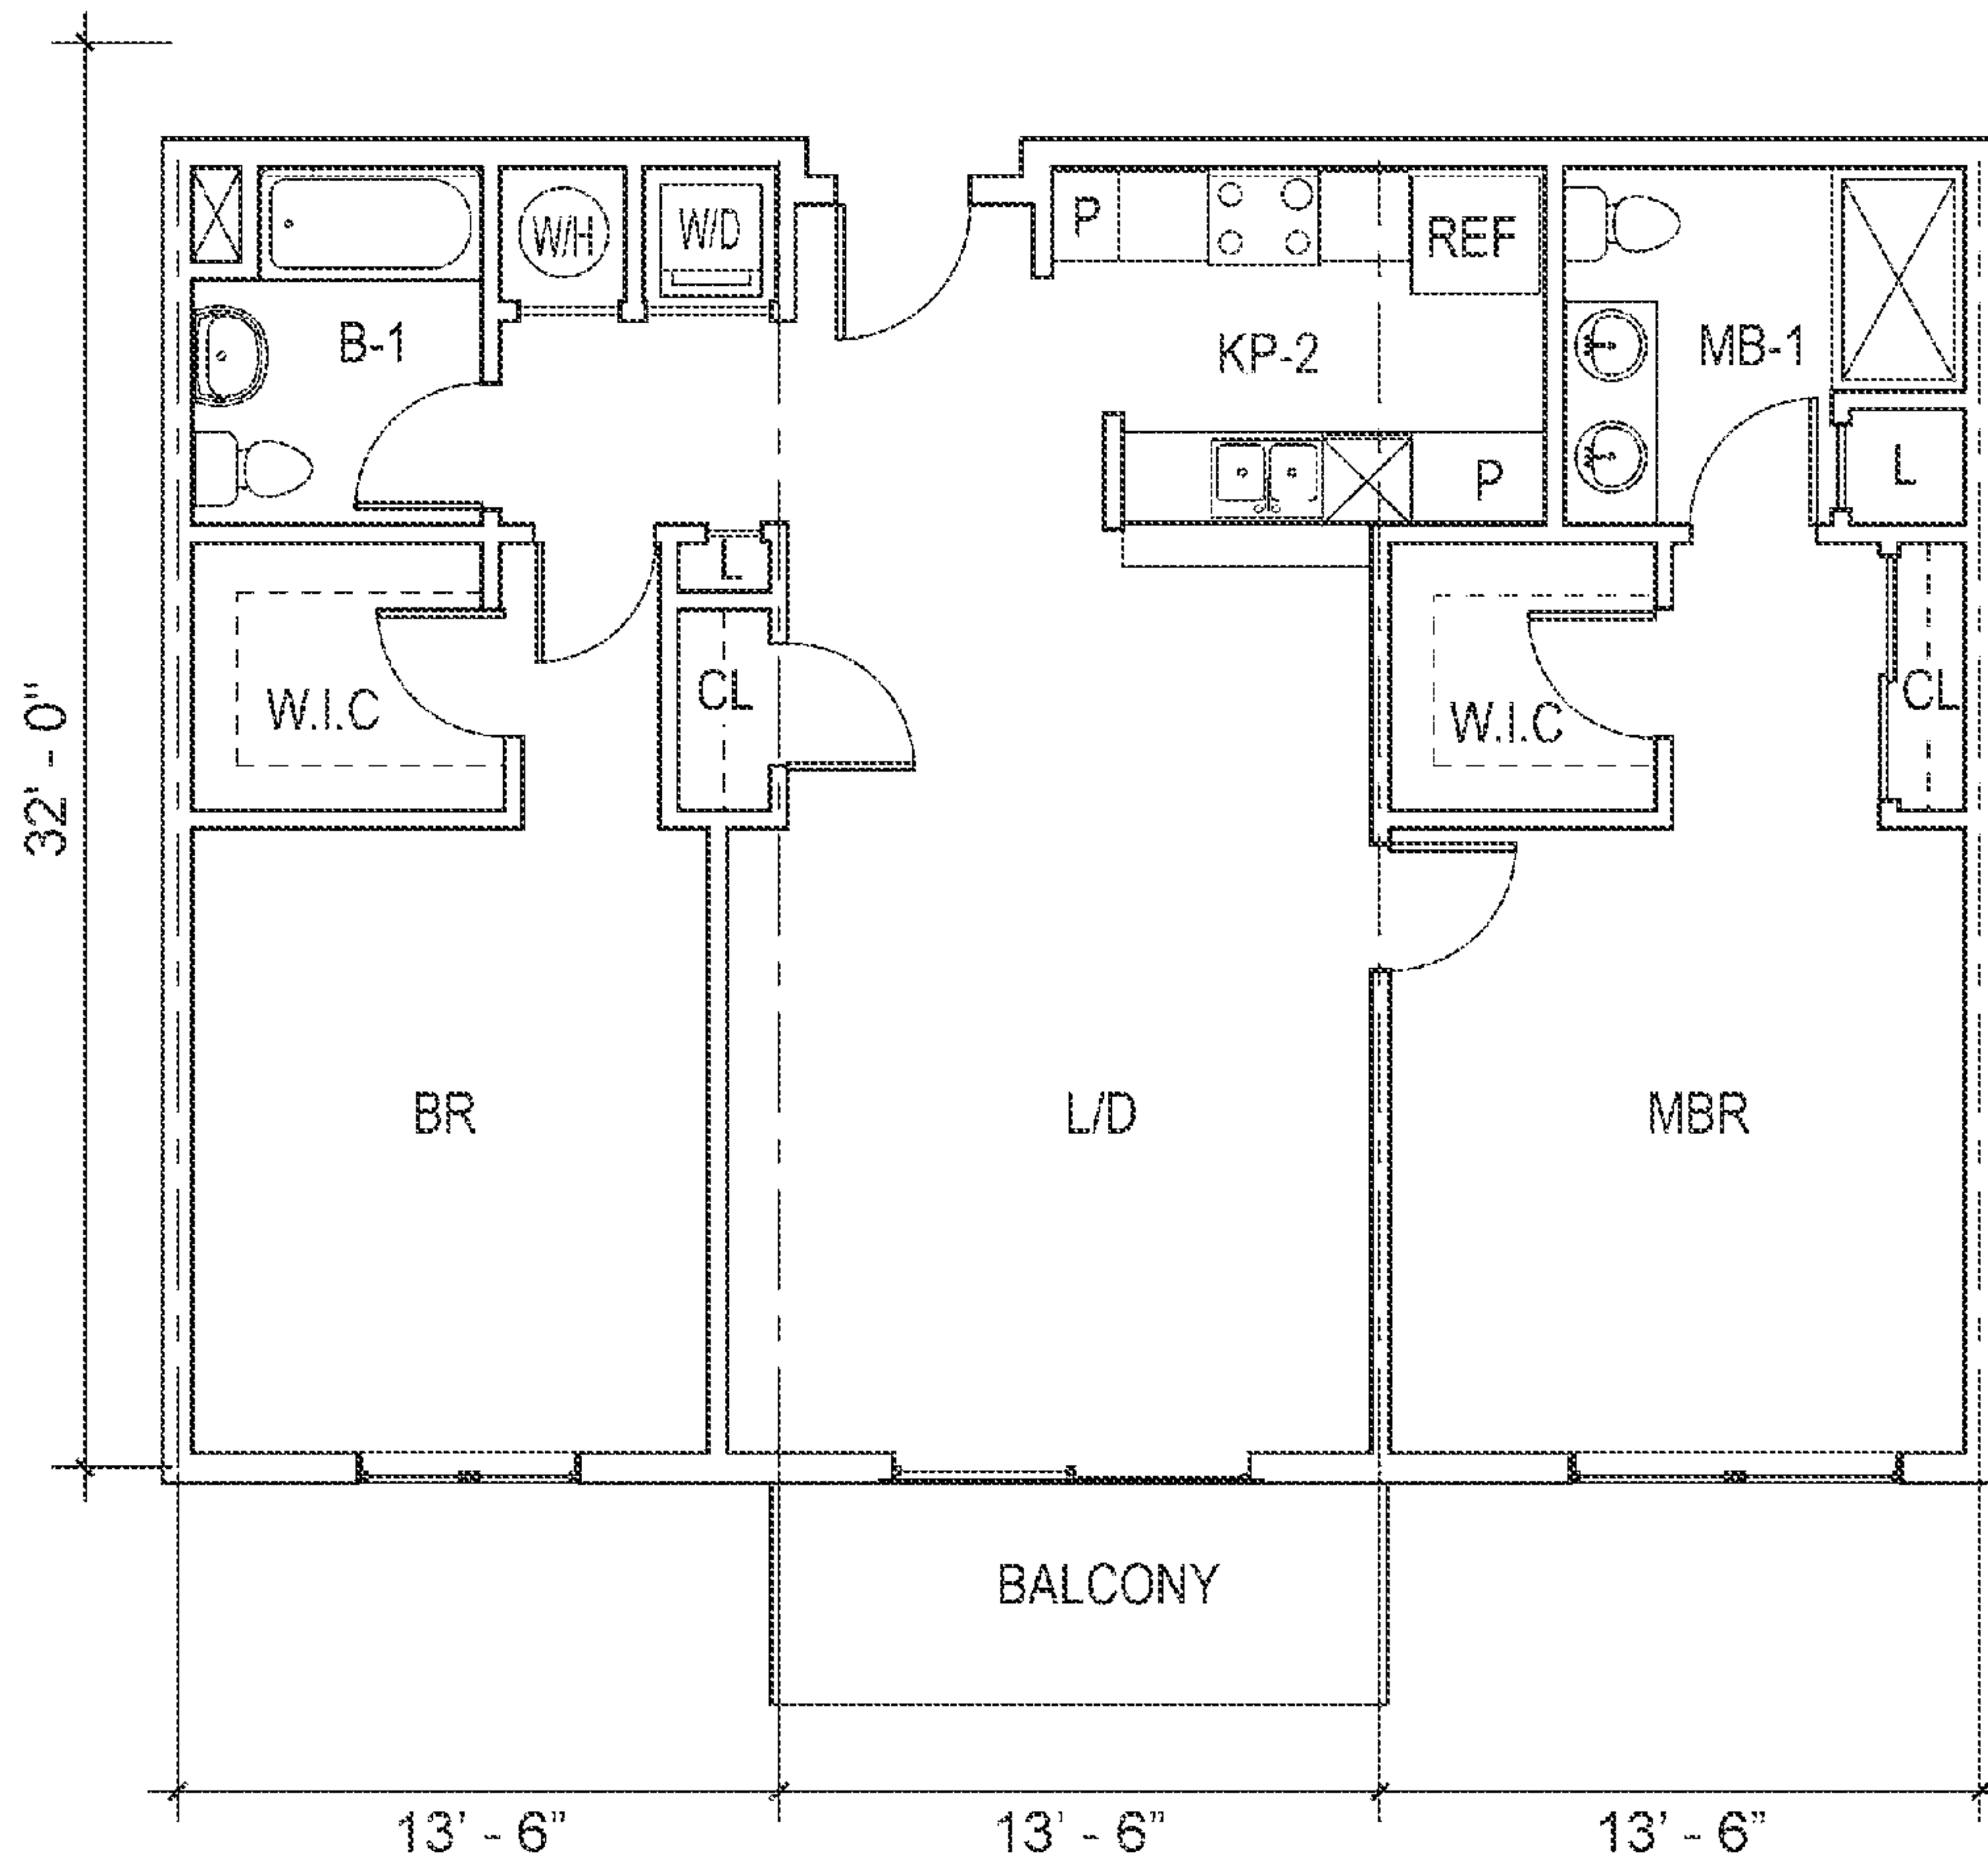 P
W/H
W/D
REF
B-1
KP-2
MB-1
L
P
L
W.I.C
CL
W.I.C
CL
32' - 0"
BR
L/D
MBR
BALCONY
13' - 6"
13' - 6"
13' - 6"